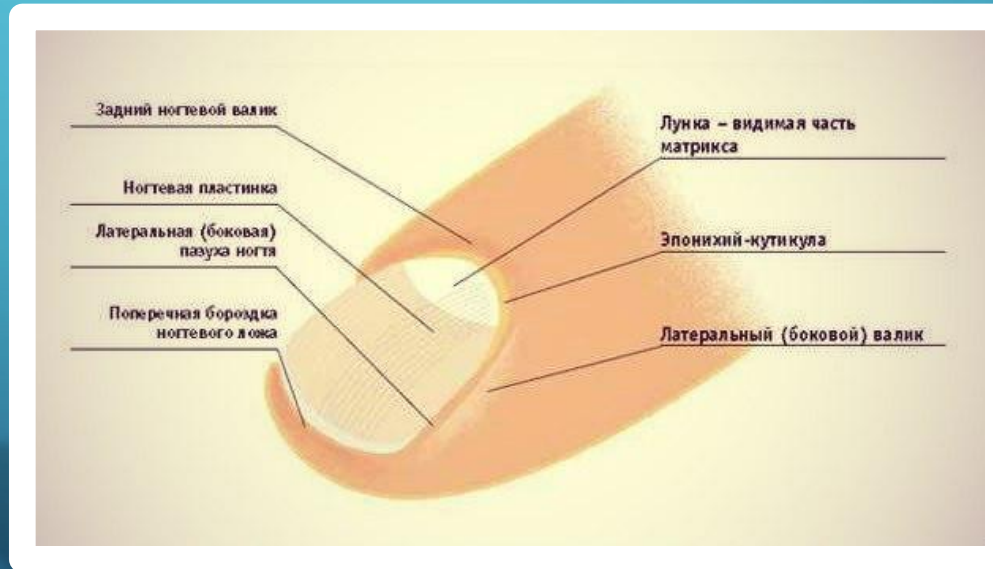 Задний ногтевой валик
Ногтевая пластинка
Латеральная (боковая)
пазуха ногтя
Поперечная бороздка
ногтевого ложа
Лунка – видимая часть
матрикса
Эпонихий-кутикула
Латеральный (боковой) валик